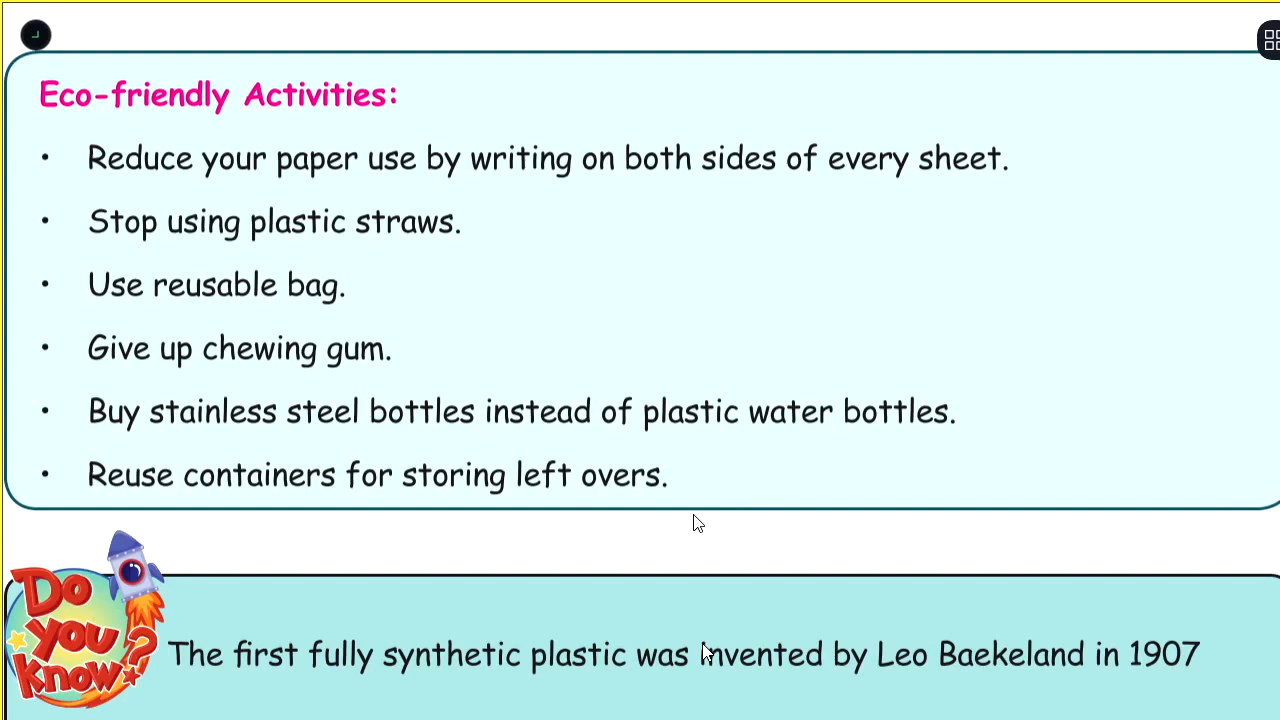 Eco-friendly Activities:
• Reduce your paper use by writing on both sides of every sheet.
• Stop using plastic straws.
• Use reusable bag.
• Give up chewing gum.
• Buy stainless steel bottles instead of plastic water bottles.
• Reuse containers for storing left overs.
Do
You
Know?
The first fully synthetic plastic was invented by Leo Baekeland in 1907